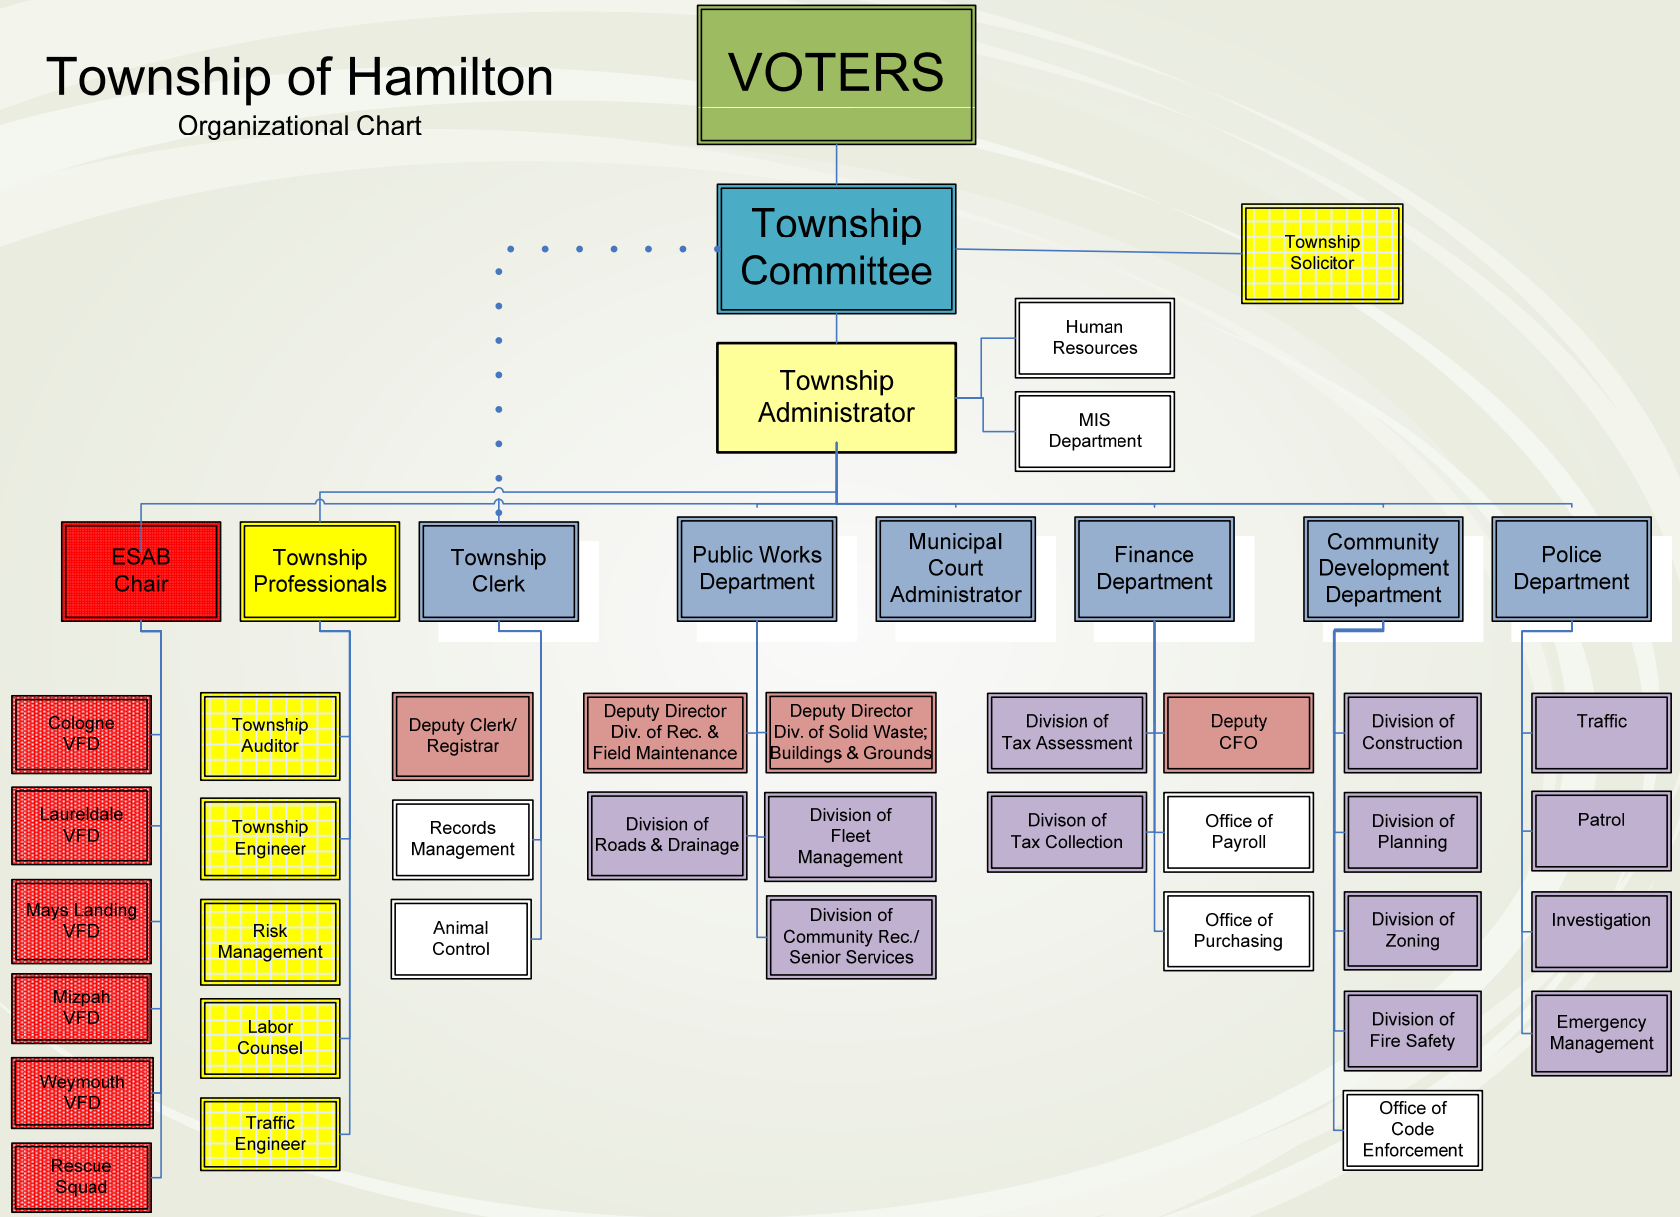 Township of Hamilton
Organizational Chart
VOTERS
Township
Committee
Township
Solicitor
Human
Resources
Township
Administrator
MIS
Department
ESAB
Chair
Township
Professionals
Township
Clerk
Public Works
Department
Municipal
Court
Administrator
Finance
Department
Community
Development
Department
Police
Department
Cologne
VFD
Laureldale
VFD
Mays Landing
VFD
Mizpah
VFD
Weymouth
VFD
Rescue
Squad
Township
Auditor
Township
Engineer
Risk
Management
Labor
Counsel
Traffic
Engineer
Deputy Clerk/
Registrar
Records
Management
Animal
Control
Deputy Director
Div. of Rec. &
Field Maintenance
Deputy Director
Div. of Solid Waste;
Buildings & Grounds
Division of
Roads & Drainage
Division of
Fleet
Management
Division of
Community Rec./
Senior Services
Division of
Tax Assessment
Deputy
CFO
Divison of
Tax Collection
Office of
Payroll
Office of
Purchasing
Division of
Construction
Division of
Planning
Division of
Zoning
Division of
Fire Safety
Office of
Code
Enforcement
Traffic
Patrol
Investigation
Emergency
Management